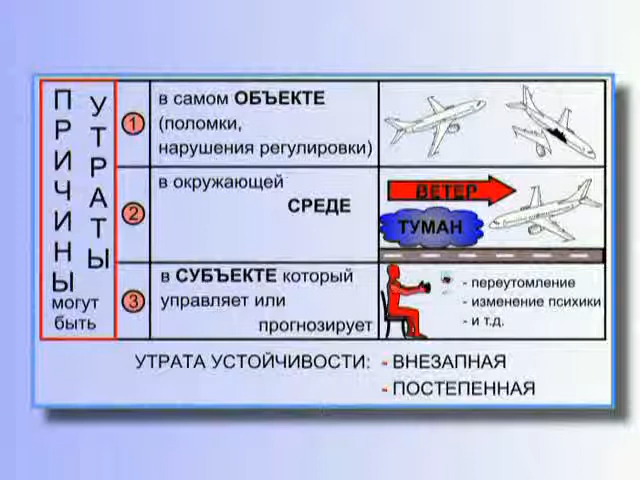 ПРИЧИНЫ
УТРАТЫ
могут
быть
1
в самом ОБЪЕКТЕ
(поломки,
нарушения регулировки)
2
в окружающей
СРЕДЕ
ВЕТЕР
ТУМАН
3
в СУБЪЕКТЕ который
управляет или
прогнозирует
- переутомление
- изменение психики
- и т.д.
УТРАТА УСТОЙЧИВОСТИ: - ВНЕЗАПНАЯ
- ПОСТЕПЕННАЯ